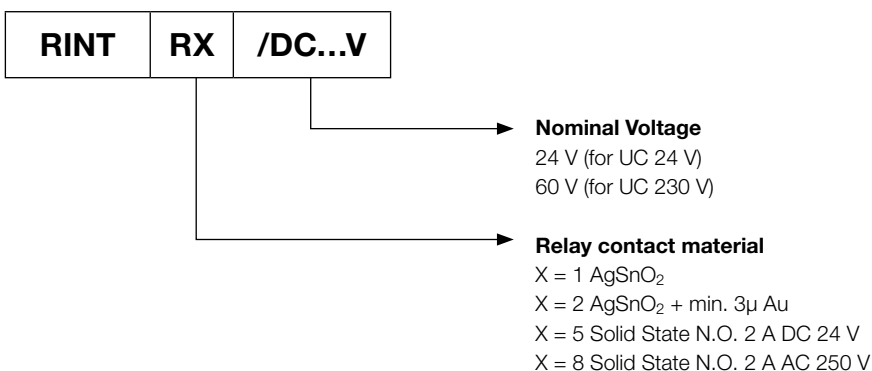 RINT RX /DC...V
Nominal Voltage
24 V (for UC 24 V)
60 V (for UC 230 V)
Relay contact material
X = 1 AgSnO₂
X = 2 AgSnO₂ + min. 3µ Au
X = 5 Solid State N.O. 2 A DC 24 V
X = 8 Solid State N.O. 2 A AC 250 V